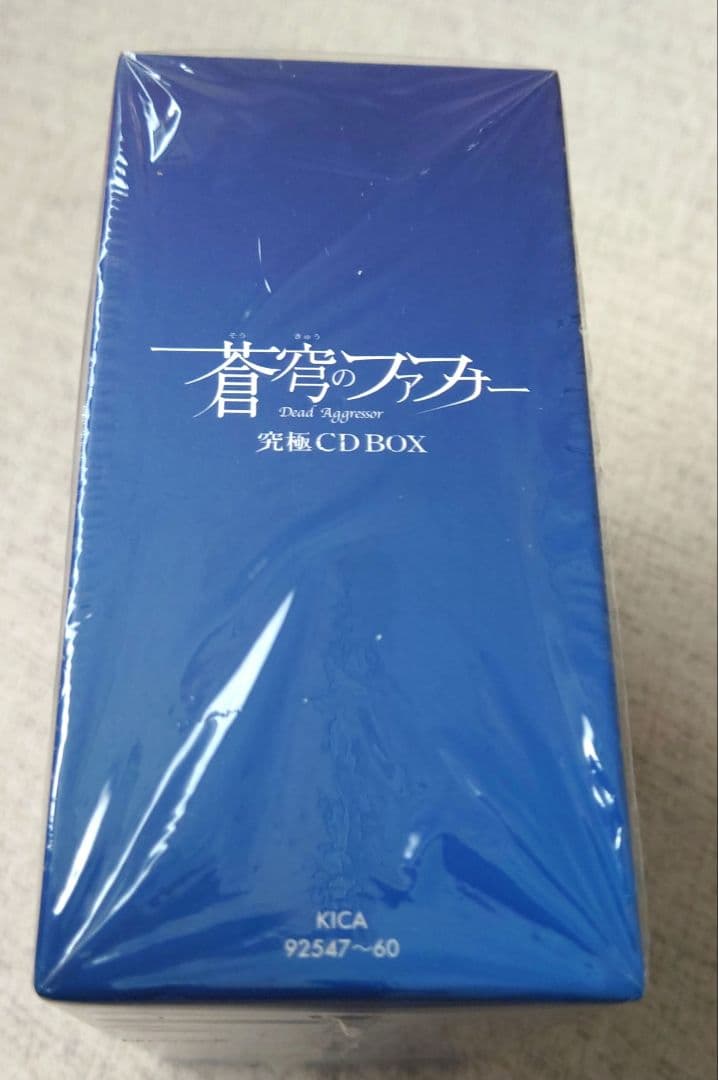 そう きゅう
蒼穹のファフナー
Dead Aggressor
究極CD BOX
KICA
92547～60